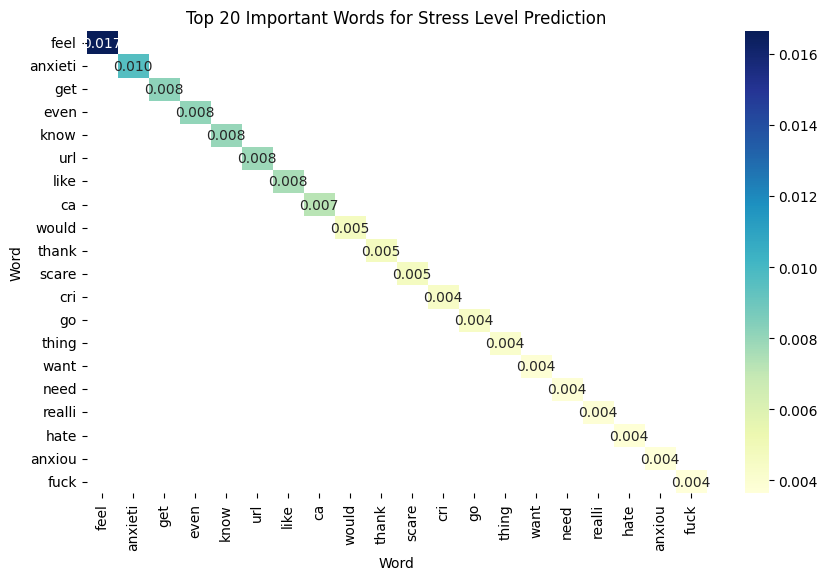 Top 20 Important Words for Stress Level Prediction
feel
anxieti
get
even
know
url
like
ca
would
thank
scare
cri
go
thing
want
need
realli
hate
anxiou
fuck
Word
0.017
0.010
0.008
0.008
0.008
0.008
0.008
0.007
0.005
0.005
0.005
0.004
0.004
0.004
0.004
0.004
0.004
0.004
0.004
0.004
feel
anxieti
get
even
know
url
like
ca
would
thank
scare
cri
go
thing
want
need
realli
hate
anxiou
fuck
Word
0.016
0.014
0.012
0.010
0.008
0.006
0.004